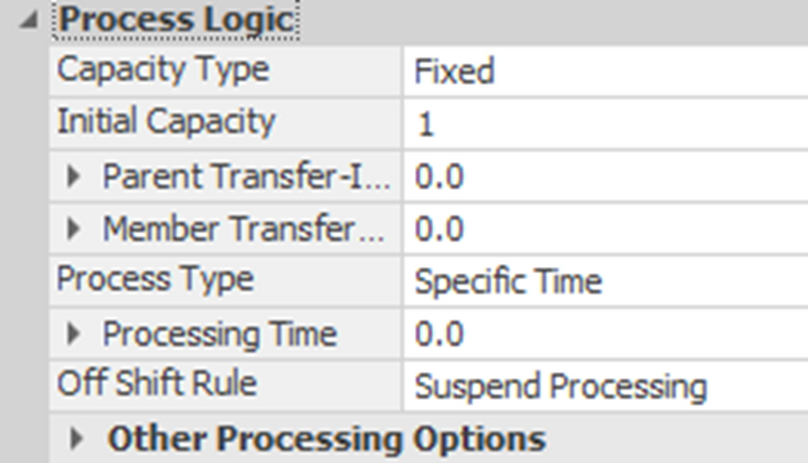 Process Logic
Capacity Type Fixed
Initial Capacity 1
Parent Transfer-I... 0.0
Member Transfer... 0.0
Process Type Specific Time
Processing Time 0.0
Off Shift Rule Suspend Processing
Other Processing Options